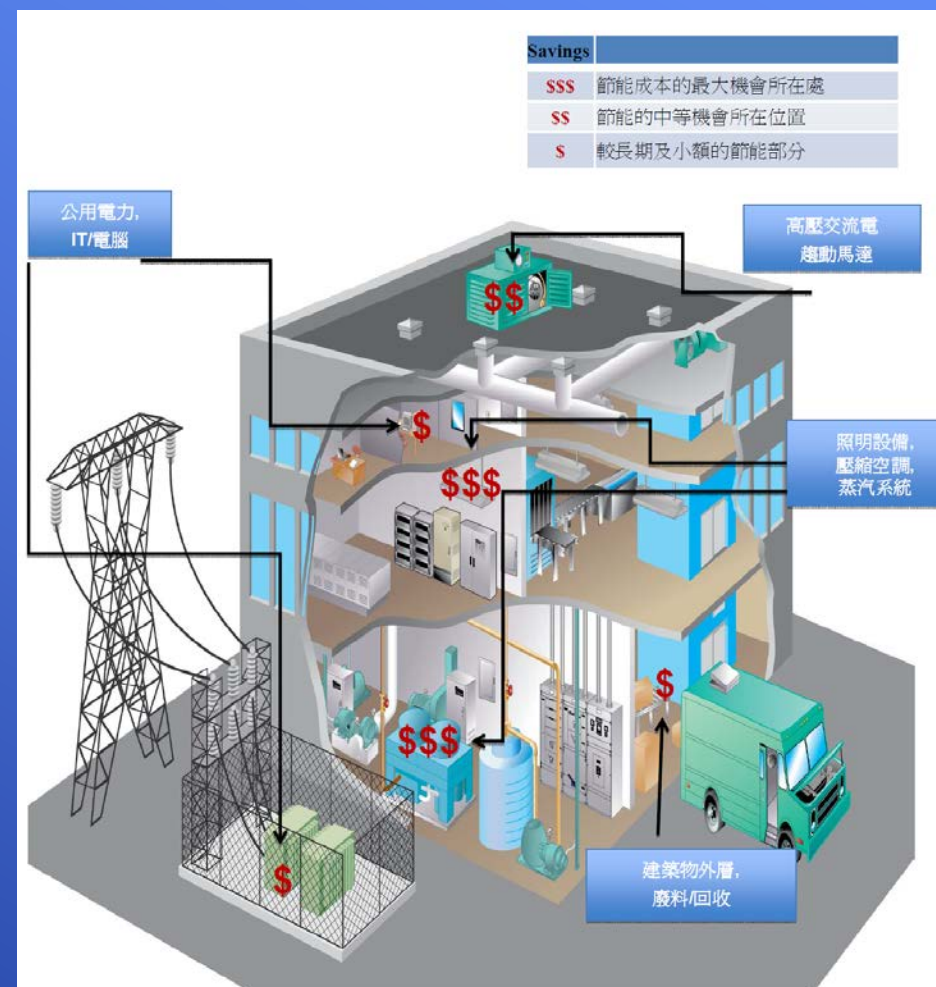 Savings
$$$ 節能成本的最大機會所在處
$$ 節能的中等機會所在位置
$ 較長期及小額的節能部分
公用電力,
IT/電腦
高壓交流電
趨動馬達
$$
$
照明設備,
壓縮空調,
蒸汽系統
$$$
$
$$$
建築物外層,
廢料/回收
$